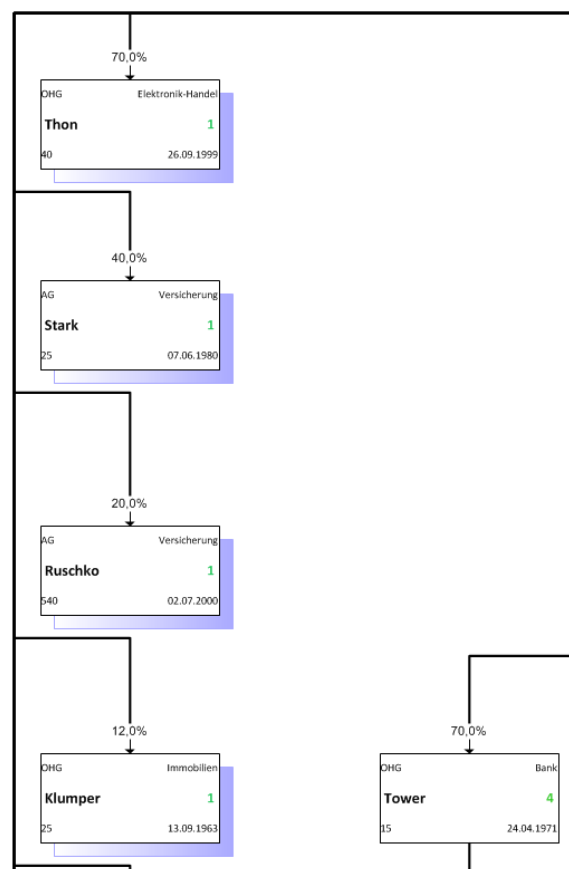 70,0%
OHG Elektronik-Handel
Thon 1
40 26.09.1999
40,0%
AG Versicherung
Stark 1
25 07.06.1980
20,0%
AG Versicherung
Ruschko 1
540 02.07.2000
12,0%
OHG Immobilien
Klumper 1
25 13.09.1963
70,0%
OHG Bank
Tower 4
15 24.04.1971